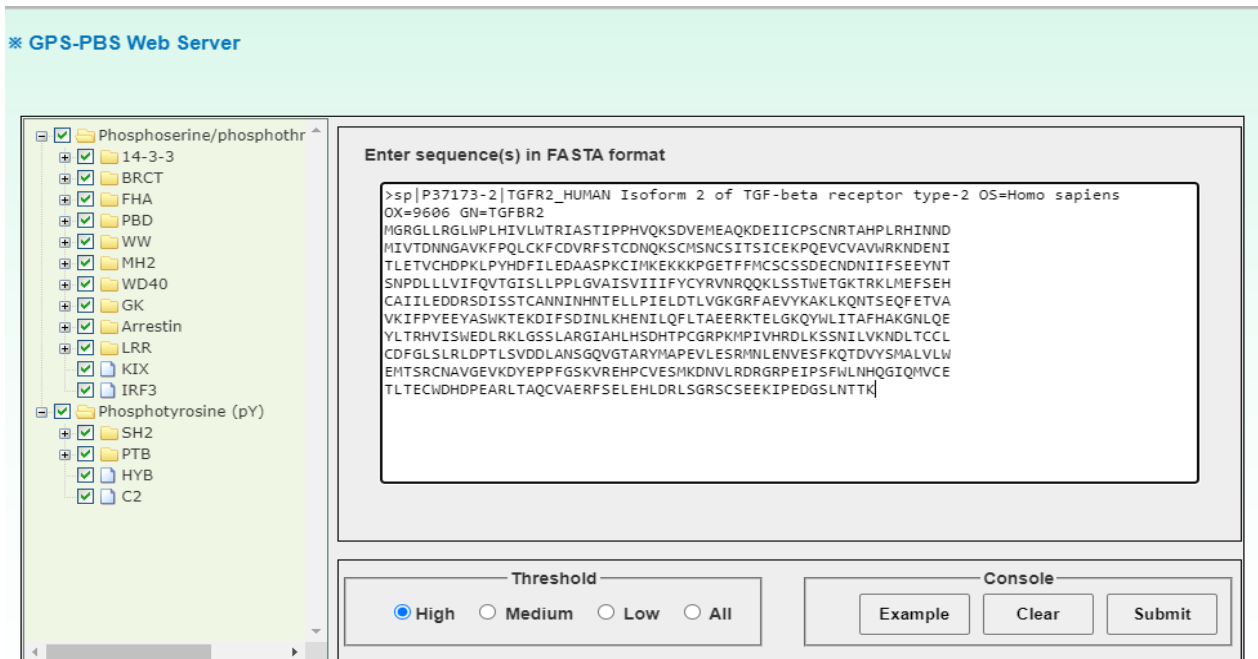 ※ GPS-PBS Web Server
Phosphoserine/phosphothr
14-3-3
BRCT
FHA
PBD
WW
MH2
WD40
GK
Arrestin
LRR
KIX
IRF3
Phosphotyrosine (pY)
SH2
PTB
HYB
C2
Enter sequence(s) in FASTA format
>sp|P37173-2|TGFR2_HUMAN Isoform 2 of TGF-beta receptor type-2 OS=Homo sapiens
OX=9606 GN=TGFBR2
MGRGLLRGLWPLHIVLWTRIASTIPPHVQKSDVEMEAQKDEIICPSCNRTAHPLRHINND
MIVTDNNGAVKFPQLCKFCDVRFSTCDNQKSCMSNCSITSICEKPQEVCVAVWRKNDENI
TLETVCHDPKLPYHDFILEDAASPKCIMKEKKKPGETFFMCSCSSDECNDNIIFSEEYNT
SNPDLLLVIFQVTGISLLPPLGVAISVIIIFYCYRVNRQQKLSSTWETGKTRKLMEFSEH
CAIILEDDRSDISSTCANNINHNTELLPIELDTLVGKGRFAEVYKAKLKQNTSEQFETVA
VKIFPYEEYASWKTEKDIFSDINLKHENILQFLTAEERKTELGKQYWLITAFHAKGNLQE
YLTRHVISWEDLRKLGSSLARGIAHLHSDHTPCGRPKMPIVHRDLKSSNILVKNDLTCCL
CDFGLSLRLDPTLSVDDLANSGQVGTARYMAPEVLESRMNLENVESFKQTDVYSMALVLW
EMTSRCNAVGEVKDYEPPFGSKVREHPCVESMKDNVLRDRGRPEIPSFWLNHQGIQMVCE
TLTECWDHDPEARLTAQCVAERFSELEHLDRLSGRSCSEEKIPEDGSLNTTK
Threshold
High Medium Low All
Console
Example Clear Submit